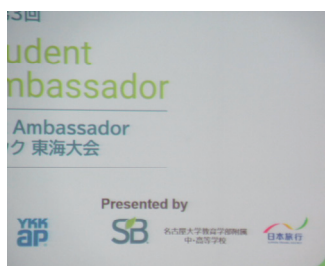 3回
udent
mbassador
Ambassador
ク 東海大会
Presented by
YKK
ap
SB
名古屋大学教育学部附属
中・高等学校
日本旅行